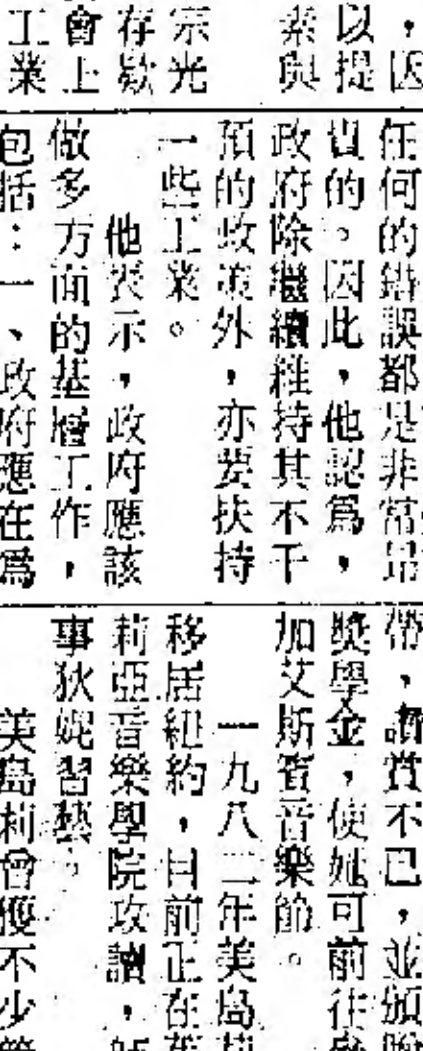 ，因
以提
素與
宗光
存欵
會上
工業
任何的錯誤都是非常昂
貴的。因此，他認爲，
政府除繼續維持其不干
預的政策外，亦要扶持
一些工業。
他表示，政府應該
做多方面的基層工作，
包括：一、政府應在爲
帶，讚賞不已，並頒
獎學金，使她可前往
加艾斯賓音樂節。
一九八二年美島莉
移居紐約，目前正在
莉亞音樂學院攻讀，
事狄妮習藝。
美島莉曾獲不少